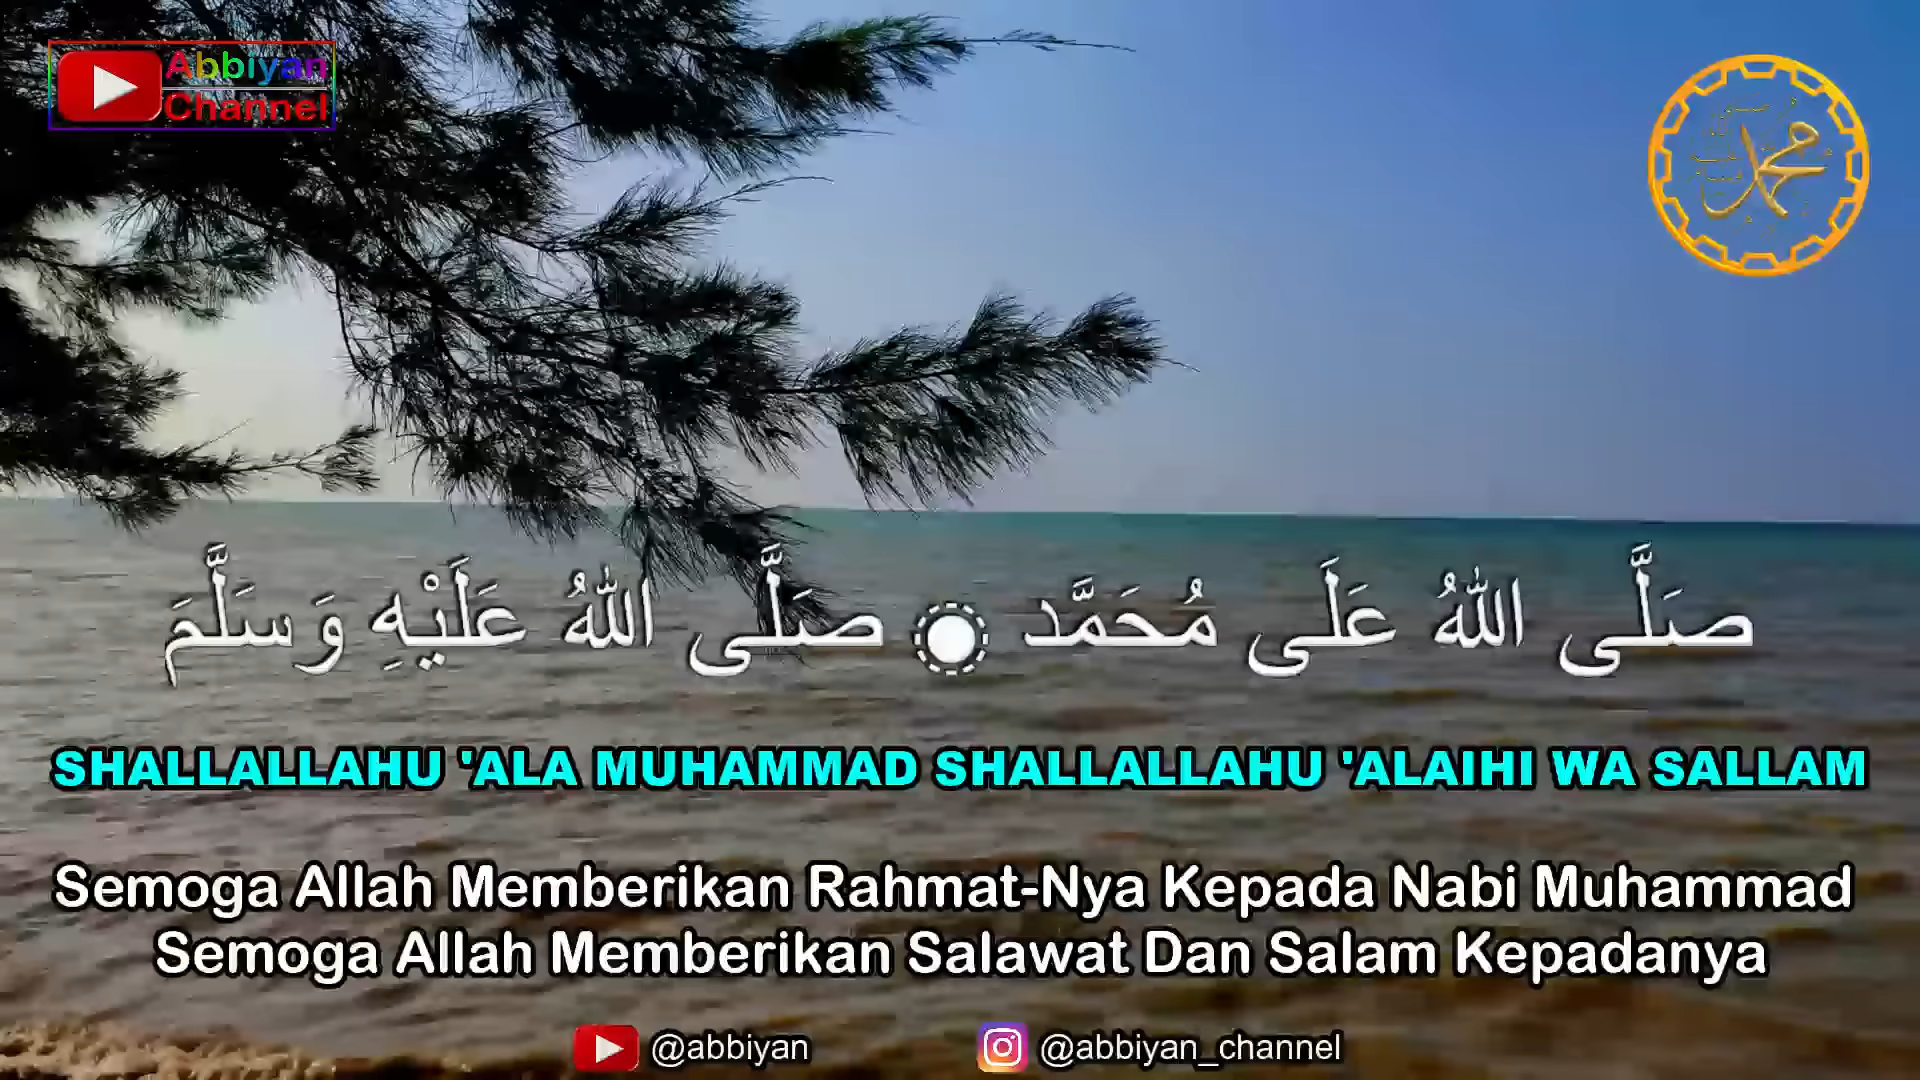 Abbiyan
Channel
محمد
صَلَّى اللهُ عَلَى مُحَمَّد ۝ صَلَّى اللهُ عَلَيْهِ وَسَلَّمَ
SHALLALLAHU 'ALA MUHAMMAD SHALLALLAHU 'ALAIHI WA SALLAM
Semoga Allah Memberikan Rahmat-Nya Kepada Nabi Muhammad
Semoga Allah Memberikan Salawat Dan Salam Kepadanya
@abbiyan @abbiyan_channel